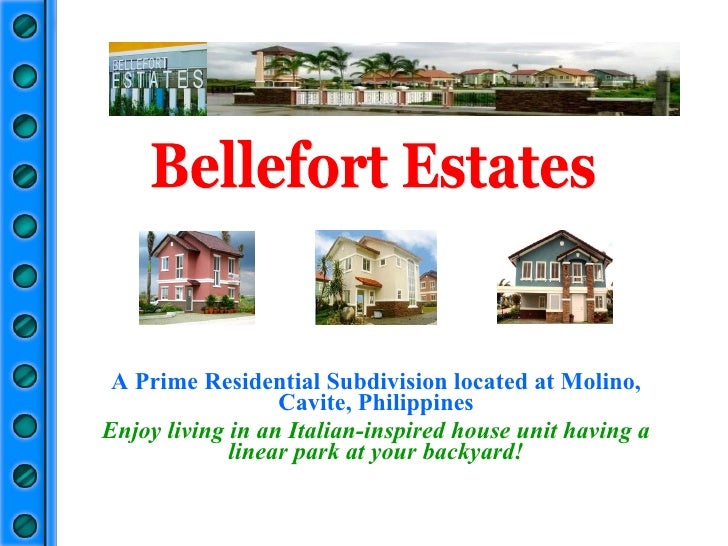 BELLEFORT
ESTATES
Bellefort Estates
A Prime Residential Subdivision located at Molino,
Cavite, Philippines
Enjoy living in an Italian-inspired house unit having a
linear park at your backyard!